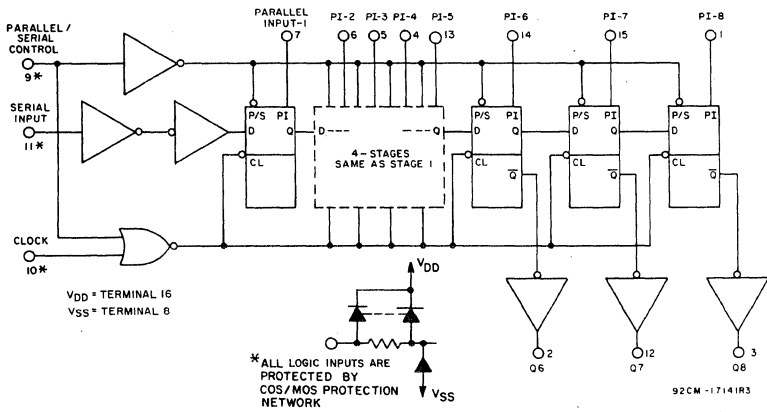 PARALLEL
INPUT-1
7
PI-2
6
PI-3
5
PI-4
4
PI-5
13
PI-6
14
PI-7
15
PI-8
1
PARALLEL/
SERIAL
CONTROL
9*
SERIAL
INPUT
11*
CLOCK
10*
P/S PI
D Q
CL
D---- ----Q
4-STAGES
SAME AS STAGE 1
P/S PI
D Q
CL
Q̅
P/S PI
D Q
CL
Q̅
P/S PI
D
CL
Q̅
VDD = TERMINAL 16
VSS = TERMINAL 8
VDD
VSS
*ALL LOGIC INPUTS ARE
PROTECTED BY
COS/MOS PROTECTION
NETWORK
2
Q6
12
Q7
3
Q8
92CM-17141R3